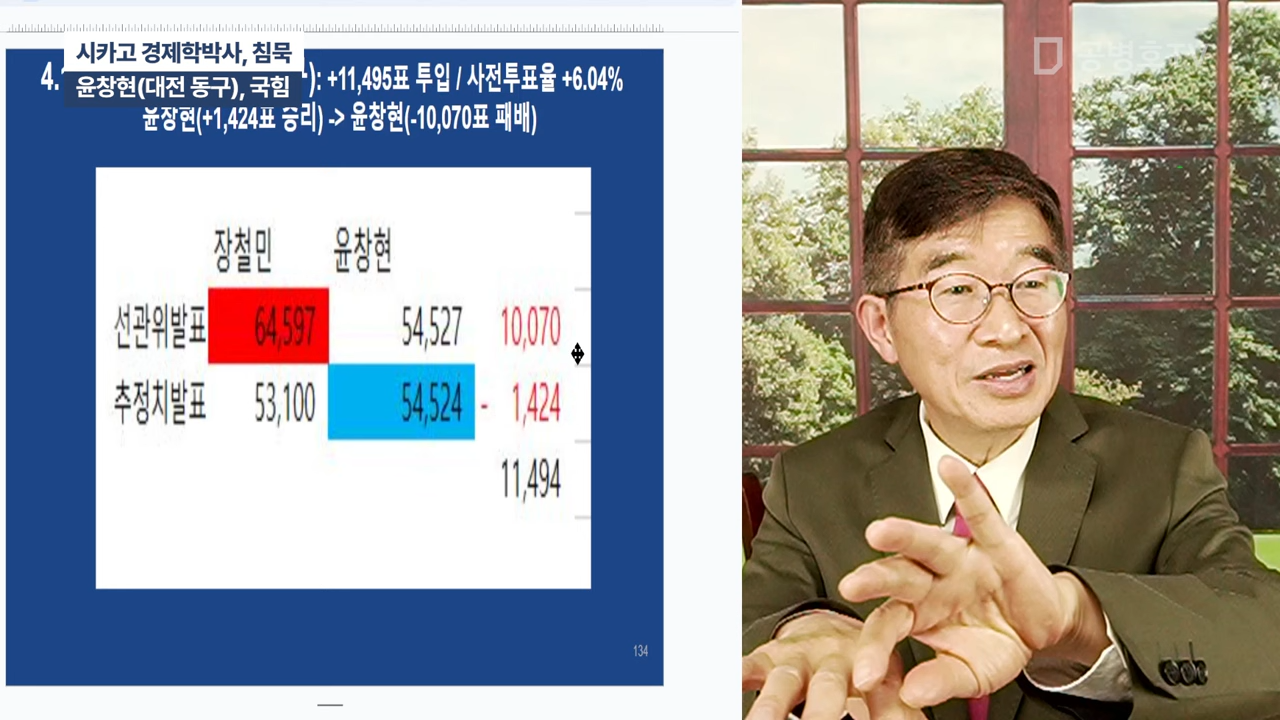 시카고 경제학박사, 침묵
윤창현(대전 동구), 국힘
4.
): +11,495표 투입 / 사전투표율 +6.04%
윤창현(+1,424표 승리) -> 윤창현(-10,070표 패배)
장철민 윤창현
선관위발표 64,597 54,527 10,070
추정치발표 53,100 54,524 - 1,424
11,494
134
공병호